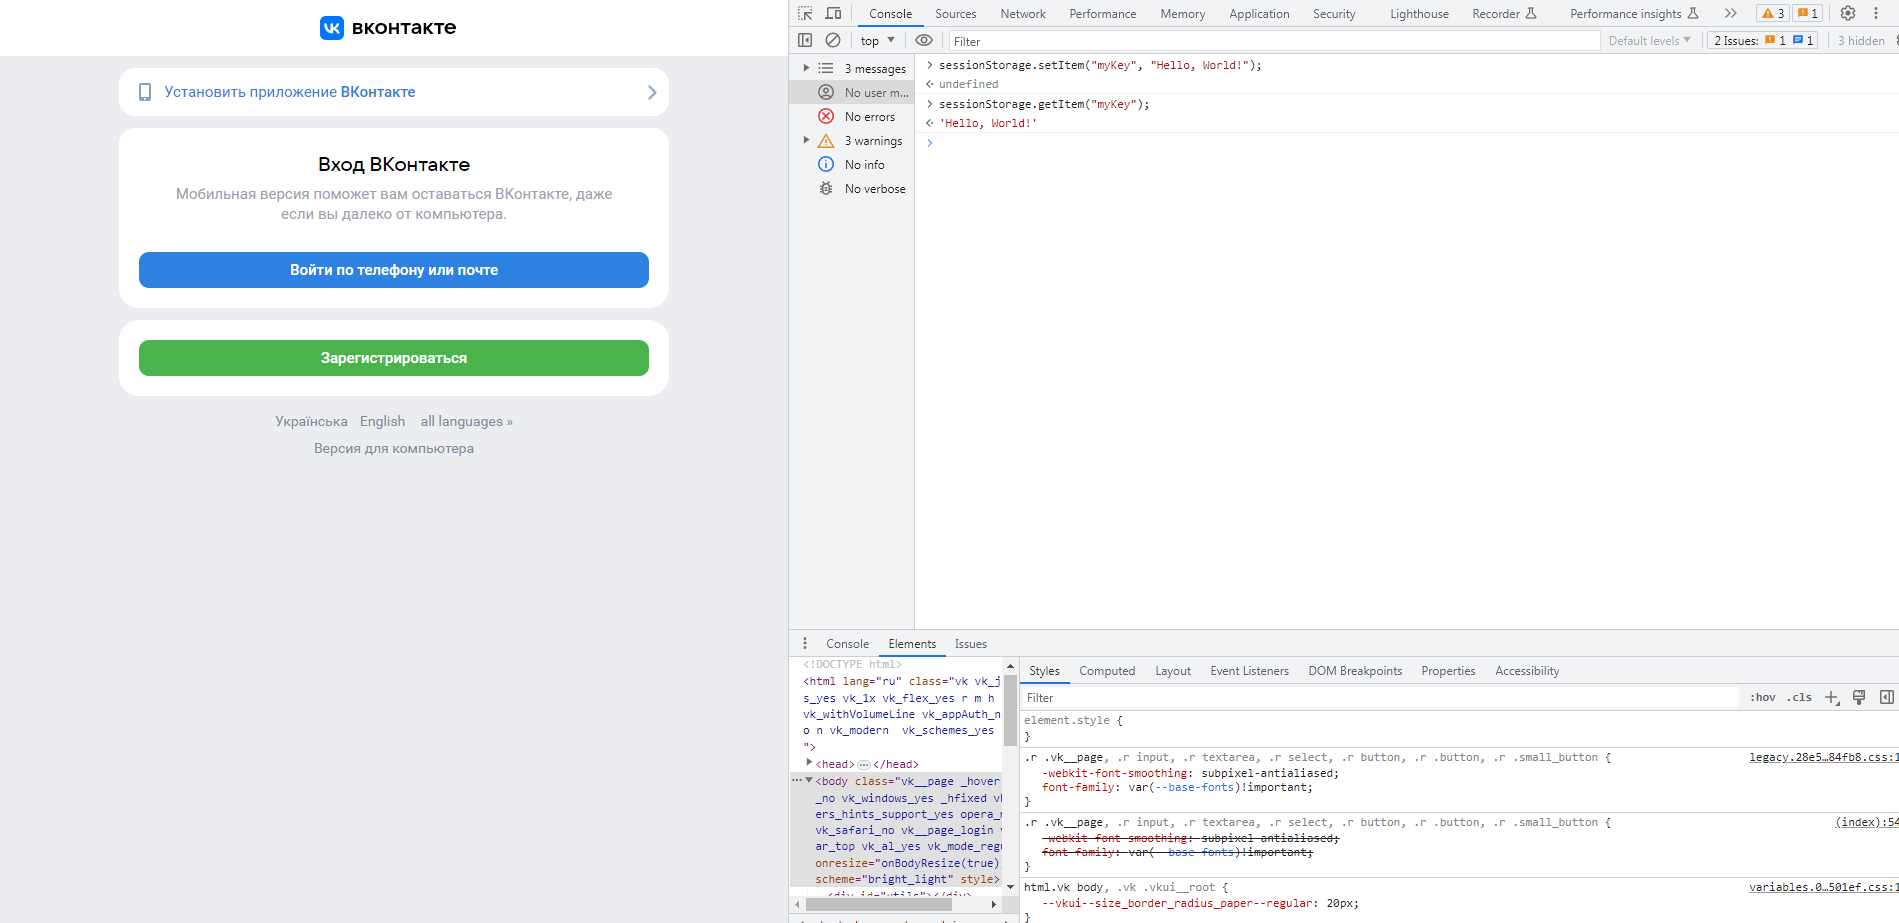 вконтакте
Установить приложение ВКонтакте
Вход ВКонтакте
Мобильная версия поможет вам оставаться ВКонтакте, даже
если вы далеко от компьютера.
Войти по телефону или почте
Зарегистрироваться
Українська English all languages »
Версия для компьютера
Console Sources Network Performance Memory Application Security Lighthouse Recorder Performance insights 3 1
top Filter Default levels 2 Issues: 1 1 3 hidden
3 messages
No user m...
No errors
3 warnings
No info
No verbose
> sessionStorage.setItem("myKey", "Hello, World!");
undefined
> sessionStorage.getItem("myKey");
'Hello, World!'
>
Console Elements Issues
<!DOCTYPE html>
<html lang="ru" class="vk vk_j
s_yes vk_1x vk_flex_yes r m h
vk_withVolumeLine vk_appAuth_n
o n vk_modern vk_schemes_yes
">
<head>…</head>
<body class="vk__page _hover
_no vk_windows_yes _hfixed
ers_hints_support_yes opera_
vk_safari_no vk__page_login
ar_top vk_al_yes vk_mode_regu
onresize="onBodyResize(true)
scheme="bright_light" style>
<div id="utils"></div>
Styles Computed Layout Event Listeners DOM Breakpoints Properties Accessibility
Filter :hov .cls
element.style {
}
.r .vk__page, .r input, .r textarea, .r select, .r button, .r .button, .r .small_button { legacy.28e5…84fb8.css:1
-webkit-font-smoothing: subpixel-antialiased;
font-family: var(--base-fonts)!important;
}
.r .vk__page, .r input, .r textarea, .r select, .r button, .r .button, .r .small_button { (index):54
-webkit-font-smoothing: subpixel-antialiased;
font-family: var(--base-fonts)!important;
}
html.vk body, .vk .vkui__root { variables.0…501ef.css:1
--vkui--size_border_radius_paper--regular: 20px;
}